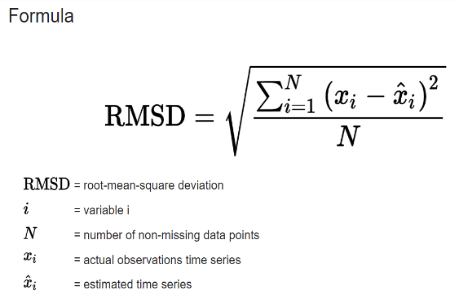 Formula
RMSD = √(∑ᵢ₌₁ᴺ (xᵢ − x̂ᵢ)² / N)
RMSD = root-mean-square deviation
i = variable i
N = number of non-missing data points
xᵢ = actual observations time series
x̂ᵢ = estimated time series